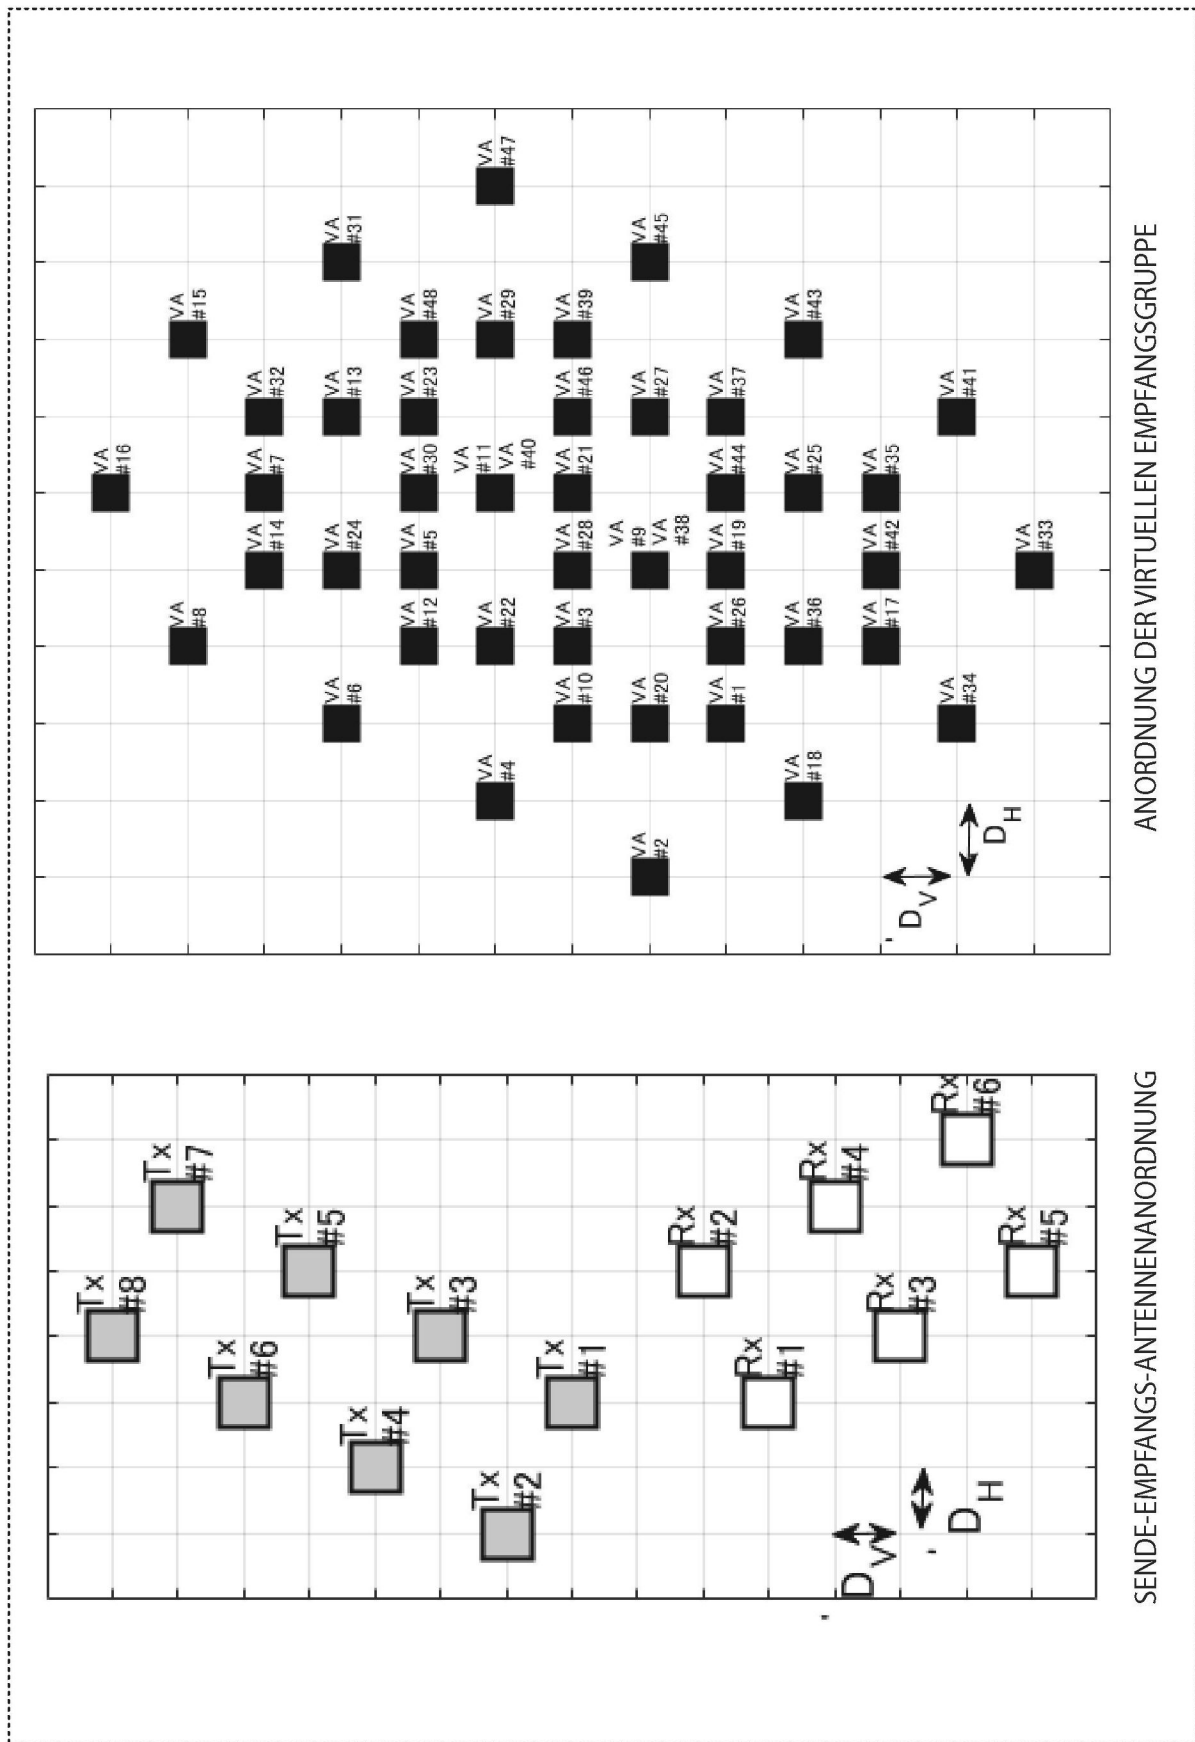 Tx
#8
Tx
#7
Tx
#6
Tx
#5
Tx
#4
Tx
#3
Tx
#2
Tx
#1
Rx
#2
Rx
#1
Rx
#4
DV
Rx
#3
Rx
#6
DH
Rx
#5
SENDE-EMPFANGS-ANTENNENANORDNUNG
VA
#16
VA
#8
VA
#15
VA
#14
VA
#7
VA
#32
VA
#6
VA
#24
VA
#13
VA
#31
VA
#12
VA
#5
VA
#30
VA
#23
VA
#48
VA
#4
VA
#22
VA
#11
VA
#40
VA
#29
VA
#47
VA
#10
VA
#3
VA
#28
VA
#21
VA
#46
VA
#39
VA
#2
VA
#20
VA
#9
VA
#38
VA
#27
VA
#45
VA
#1
VA
#26
VA
#19
VA
#44
VA
#37
VA
#18
VA
#36
VA
#25
VA
#43
VA
#17
VA
#42
VA
#35
DV
VA
#34
VA
#41
DH
VA
#33
ANORDNUNG DER VIRTUELLEN EMPFANGSGRUPPE